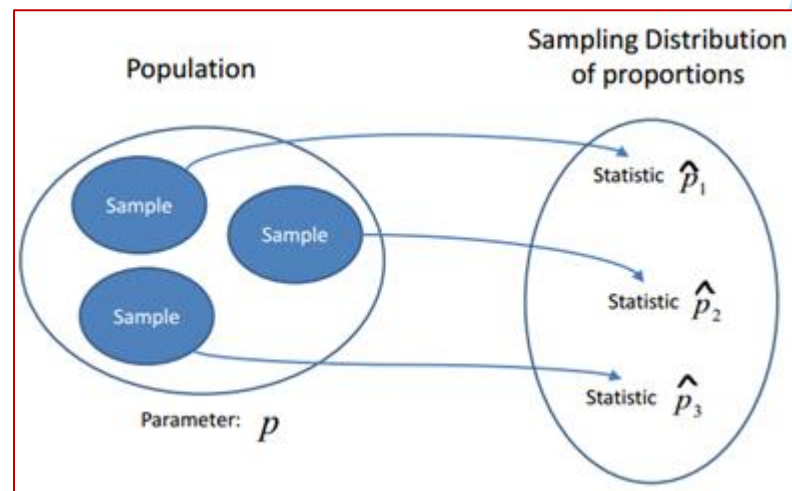 Population
Sampling Distribution
of proportions
Sample
Sample
Sample
Statistic p̂₁
Statistic p̂₂
Statistic p̂₃
Parameter: p